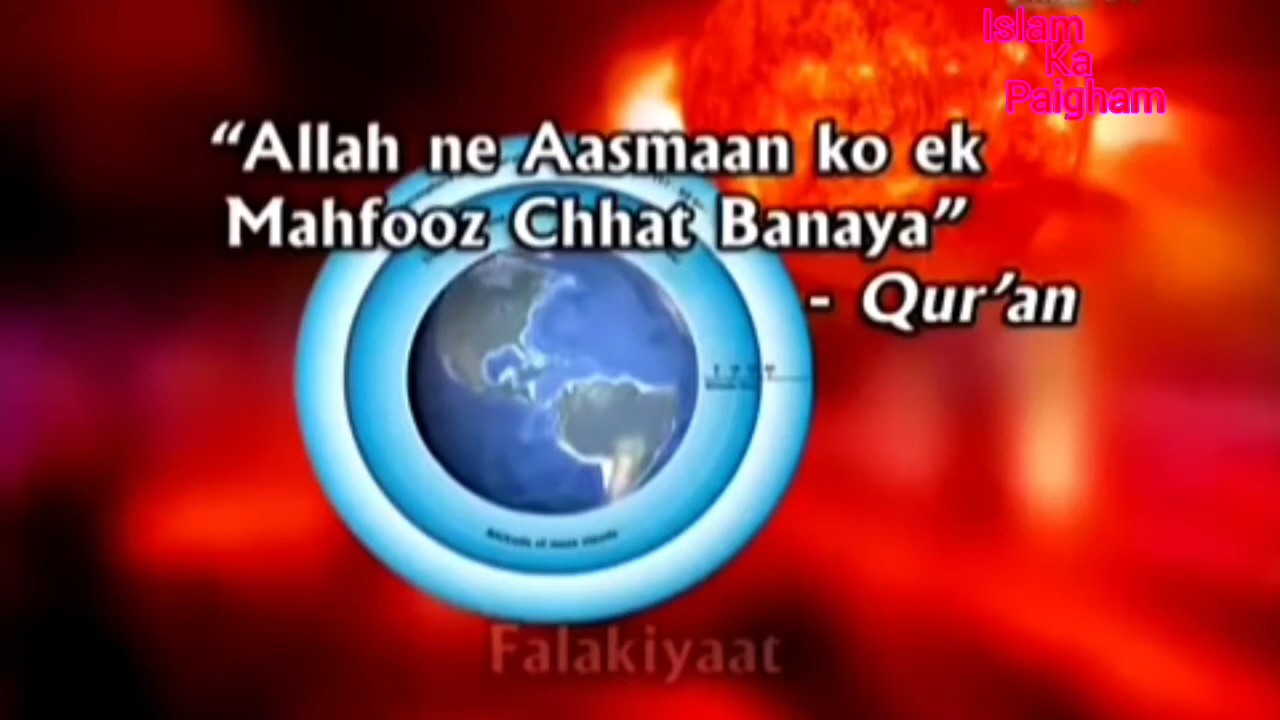 Islam
Ka
Paigham
“Allah ne Aasmaan ko ek
Mahfooz Chhat Banaya”
- Qur’an
Falakiyaat